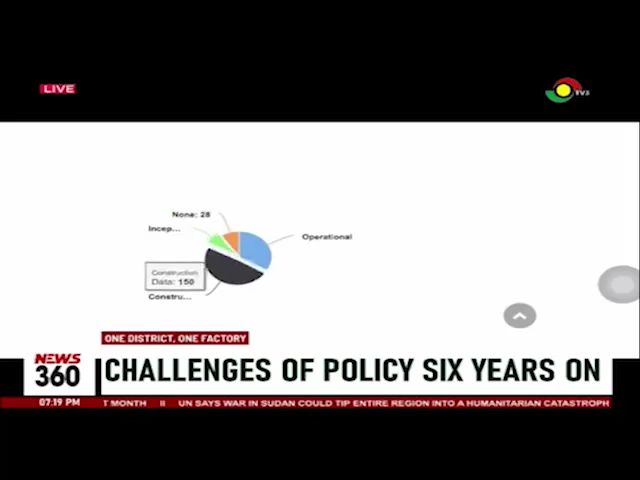 LIVE
TV3
None: 28
Incep...
Operational
Construction
Data: 150
Constru...
ONE DISTRICT, ONE FACTORY
NEWS
360
CHALLENGES OF POLICY SIX YEARS ON
07:19 PM
T MONTH II UN SAYS WAR IN SUDAN COULD TIP ENTIRE REGION INTO A HUMANITARIAN CATASTROPH